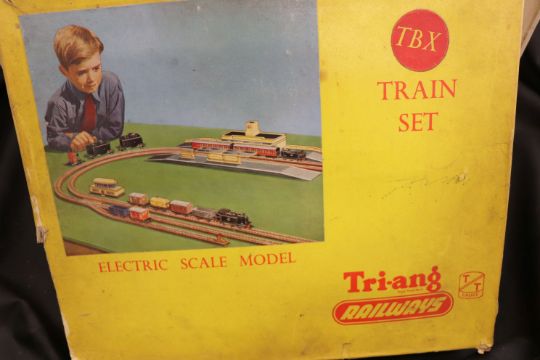 TBX
TRAIN
SET
ELECTRIC SCALE MODEL
Tri-ang
RAILWAYS
TT